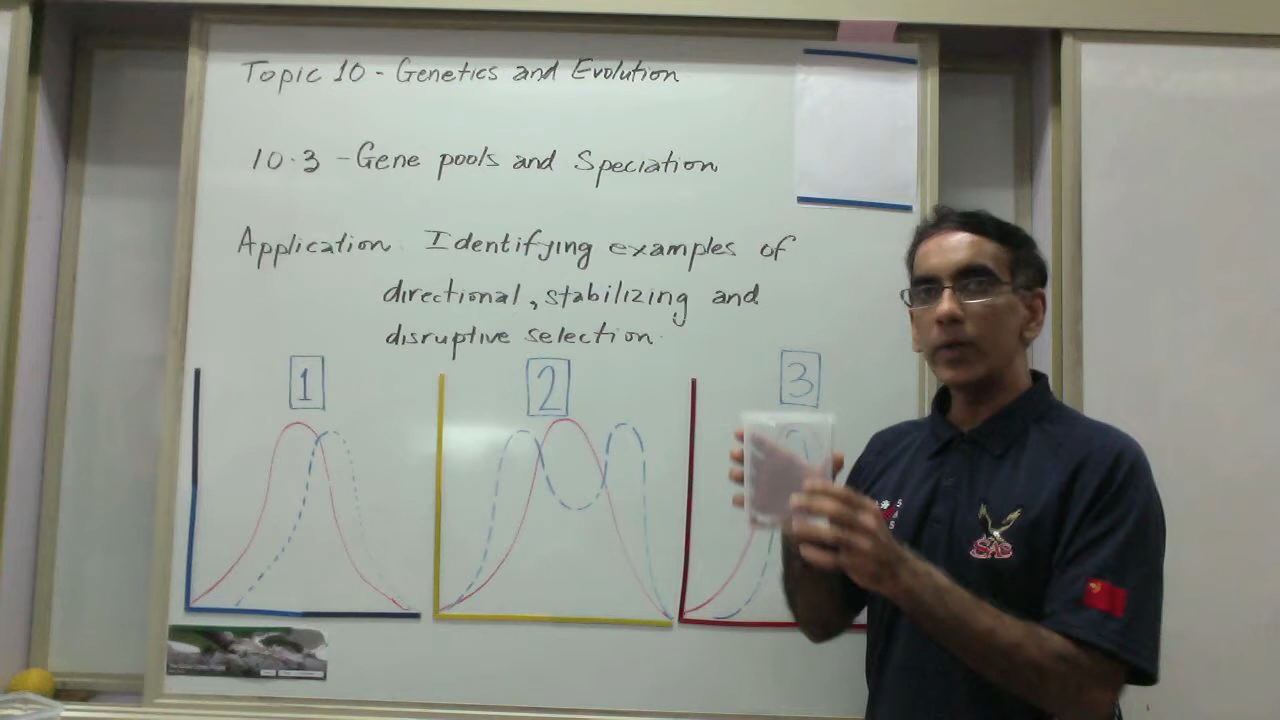 Topic 10 - Genetics and Evolution
10.3 - Gene pools and Speciation
Application. Identifying examples of
directional, stabilizing and
disruptive selection.
1
2
3
SAS